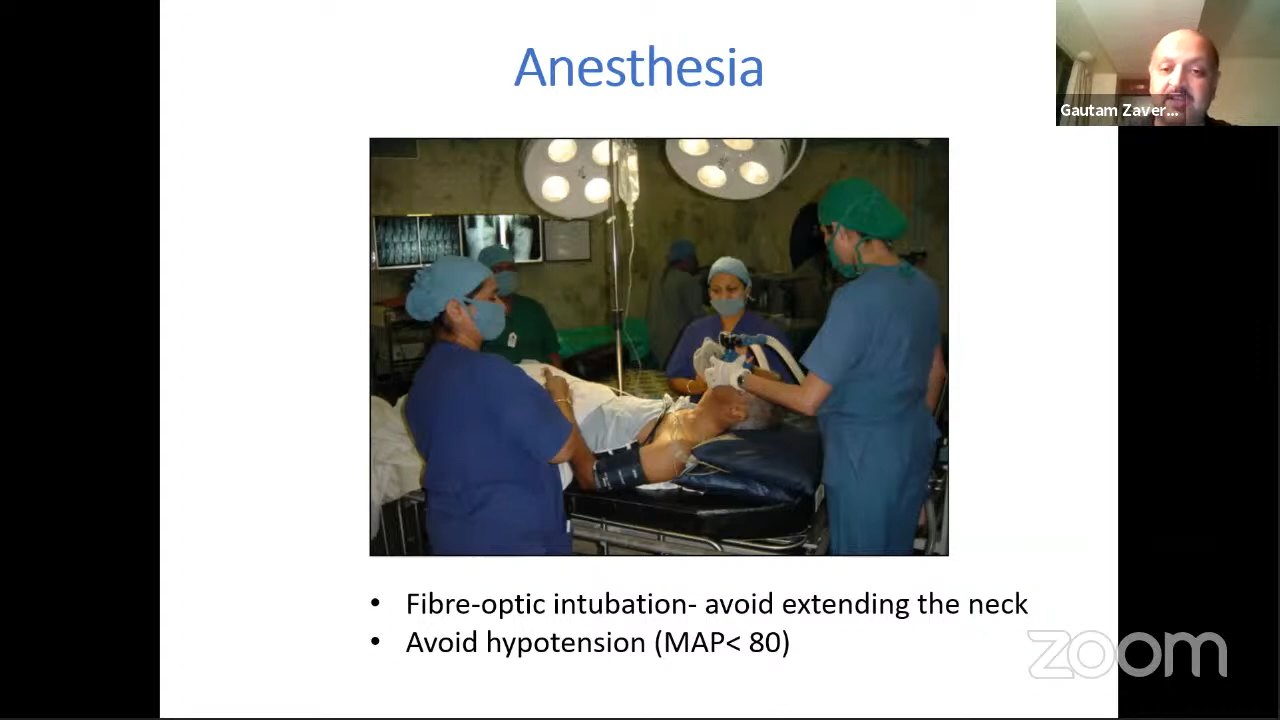 Anesthesia
Gautam Zaver...
• Fibre-optic intubation- avoid extending the neck
• Avoid hypotension (MAP< 80)
zoom